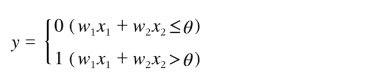 y = { 0 ( w₁x₁ + w₂x₂ ≤ θ )
1 ( w₁x₁ + w₂x₂ > θ )